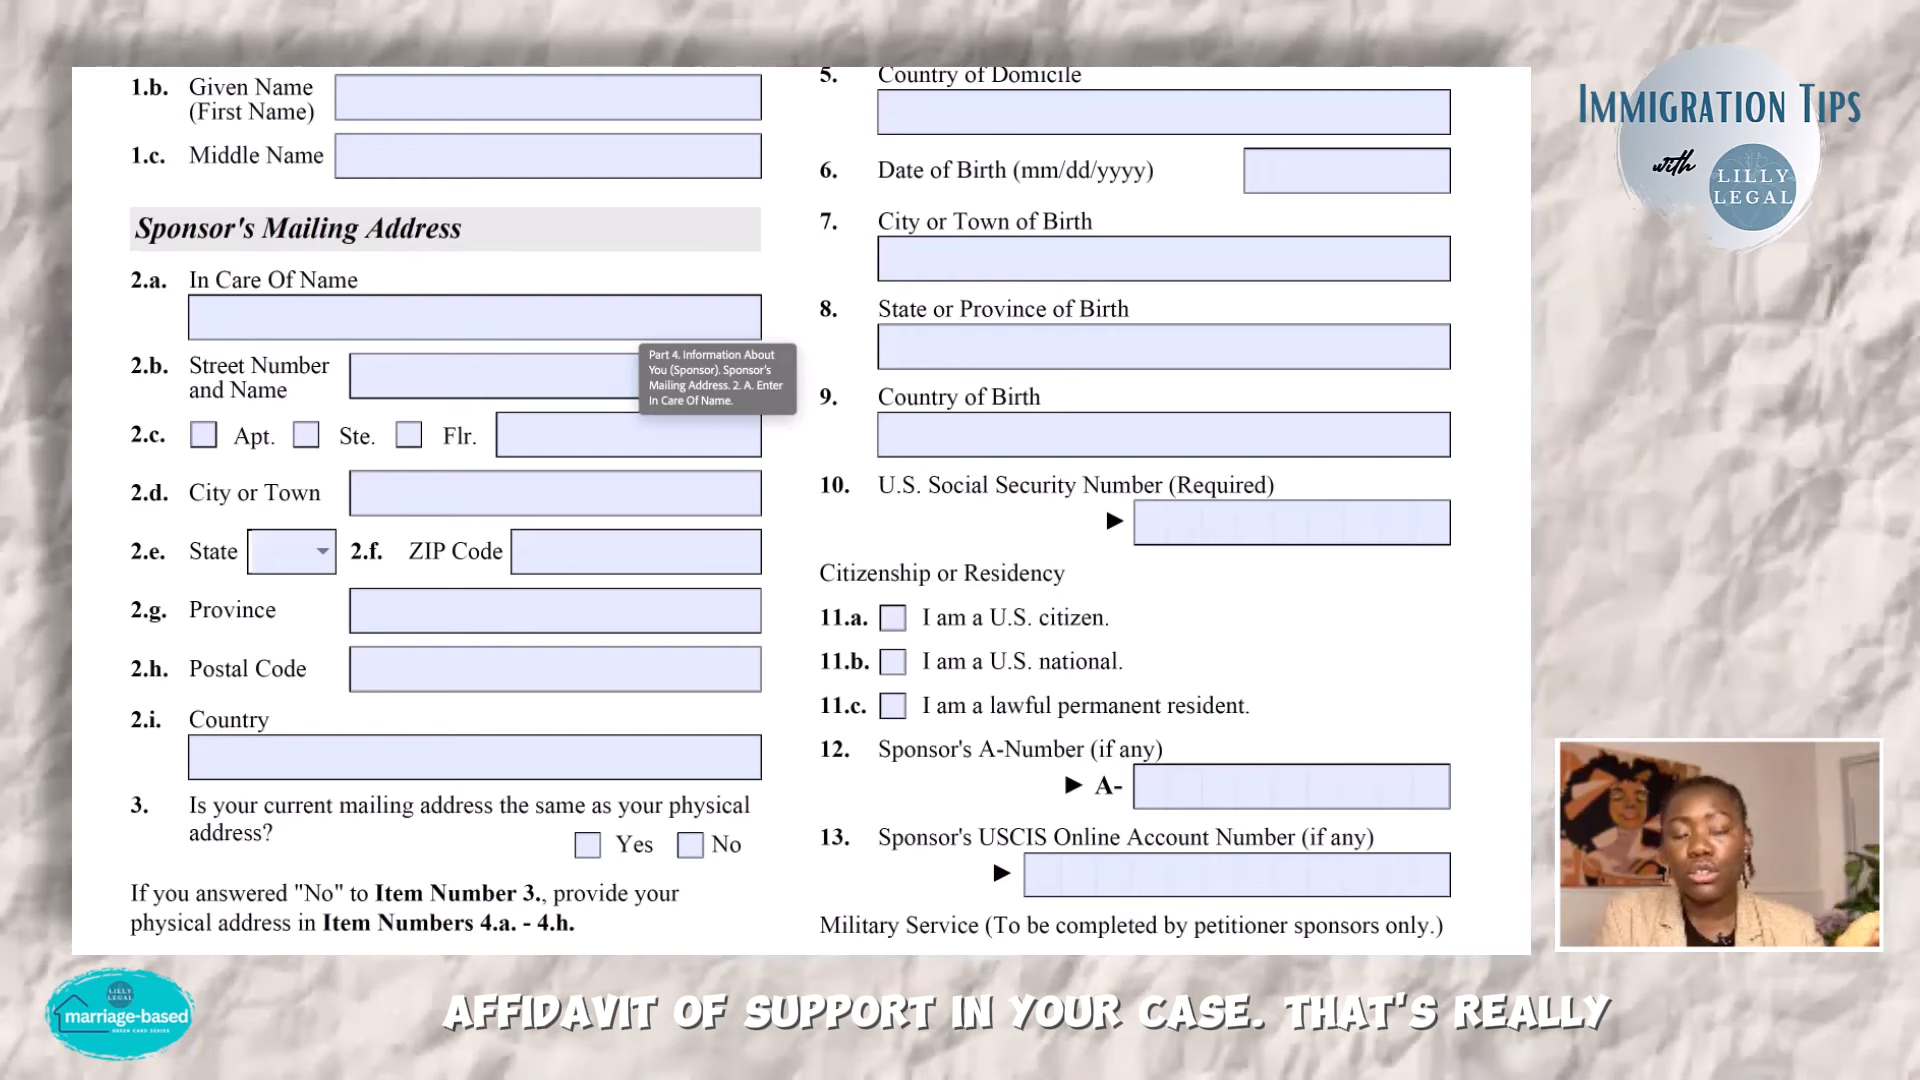 1.b. Given Name
(First Name)
1.c. Middle Name
Sponsor's Mailing Address
2.a. In Care Of Name
2.b. Street Number
and Name
Part 4. Information About
You (Sponsor). Sponsor's
Mailing Address. 2. A. Enter
In Care Of Name.
2.c. Apt. Ste. Flr.
2.d. City or Town
2.e. State 2.f. ZIP Code
2.g. Province
2.h. Postal Code
2.i. Country
3. Is your current mailing address the same as your physical
address?
Yes No
If you answered "No" to Item Number 3., provide your
physical address in Item Numbers 4.a. - 4.h.
5. Country of Domicile
6. Date of Birth (mm/dd/yyyy)
7. City or Town of Birth
8. State or Province of Birth
9. Country of Birth
10. U.S. Social Security Number (Required)
Citizenship or Residency
11.a. I am a U.S. citizen.
11.b. I am a U.S. national.
11.c. I am a lawful permanent resident.
12. Sponsor's A-Number (if any)
A-
13. Sponsor's USCIS Online Account Number (if any)
Military Service (To be completed by petitioner sponsors only.)
IMMIGRATION TIPS
with
LILLY
LEGAL
LILLY
LEGAL
marriage-based
GREEN CARD SERIES
AFFIDAVIT OF SUPPORT IN YOUR CASE. THAT'S REALLY